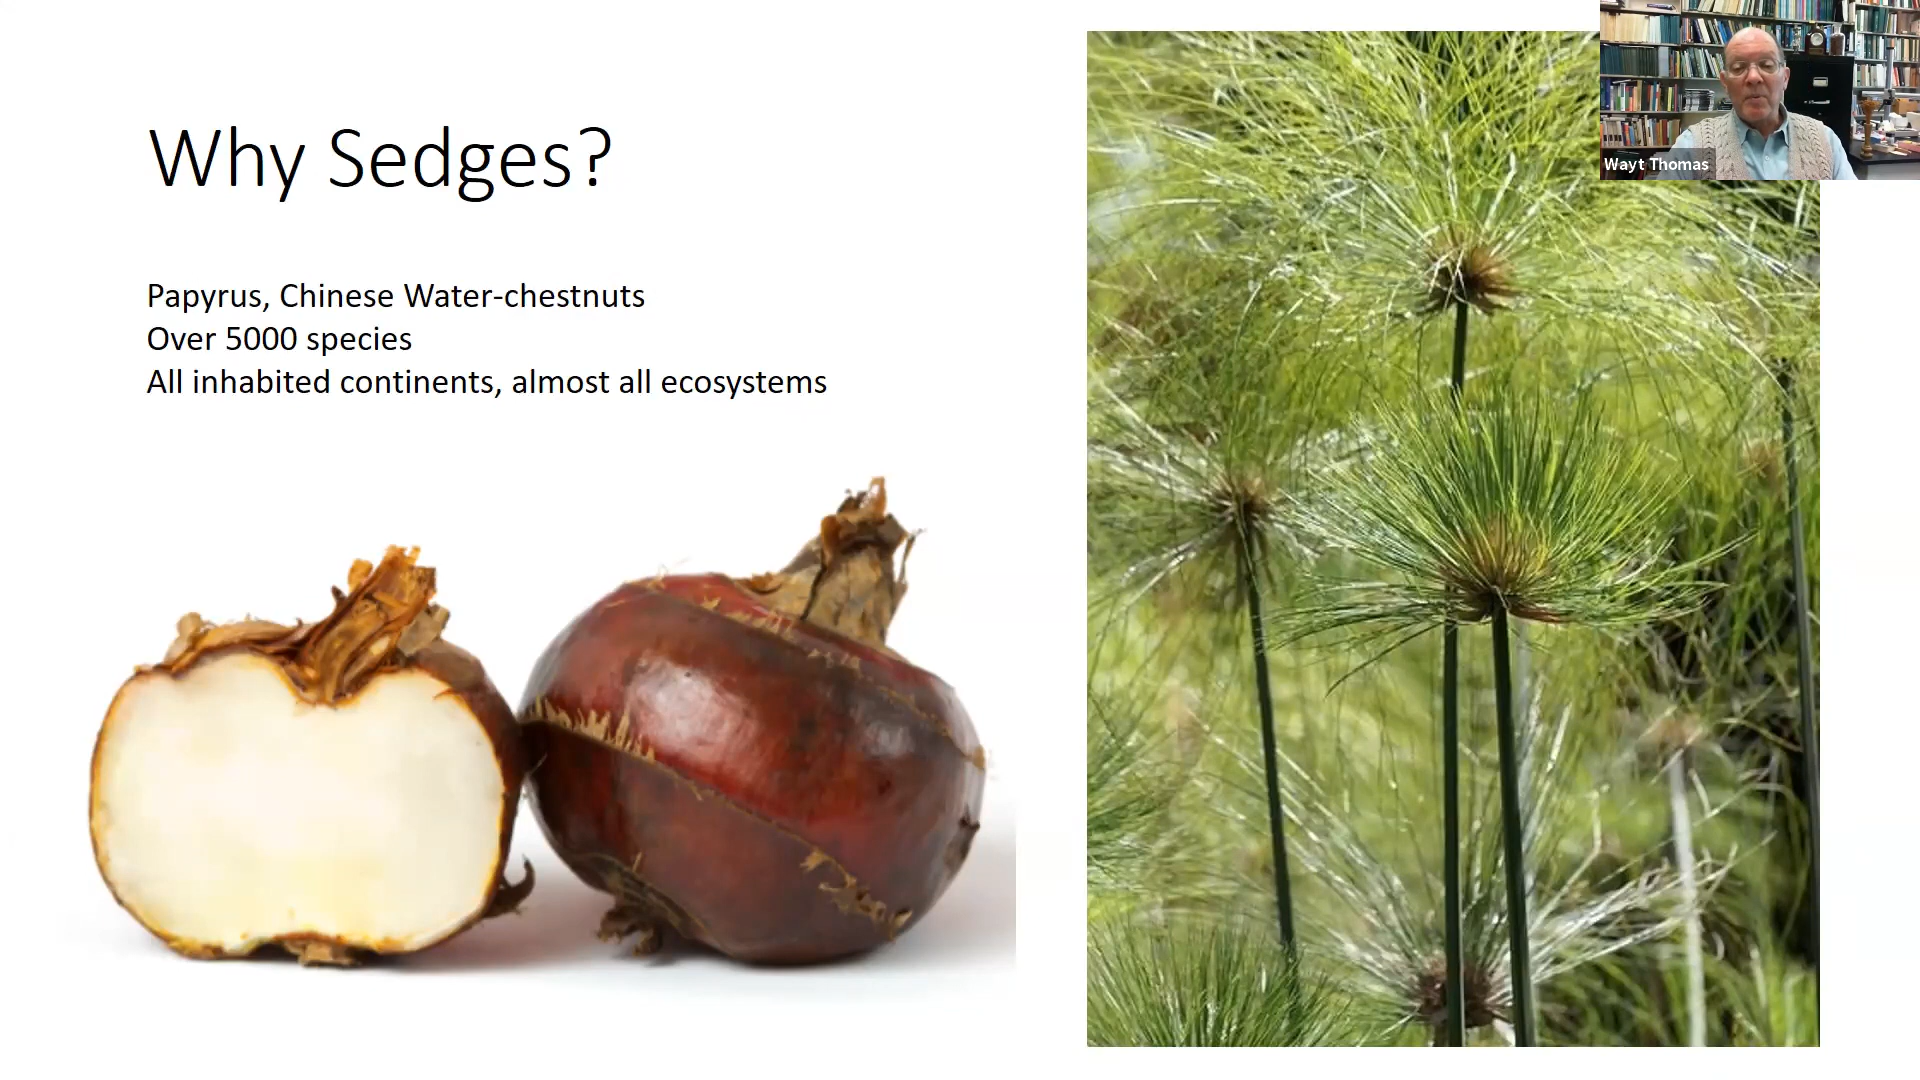 Why Sedges?
Papyrus, Chinese Water-chestnuts
Over 5000 species
All inhabited continents, almost all ecosystems
Wayt Thomas